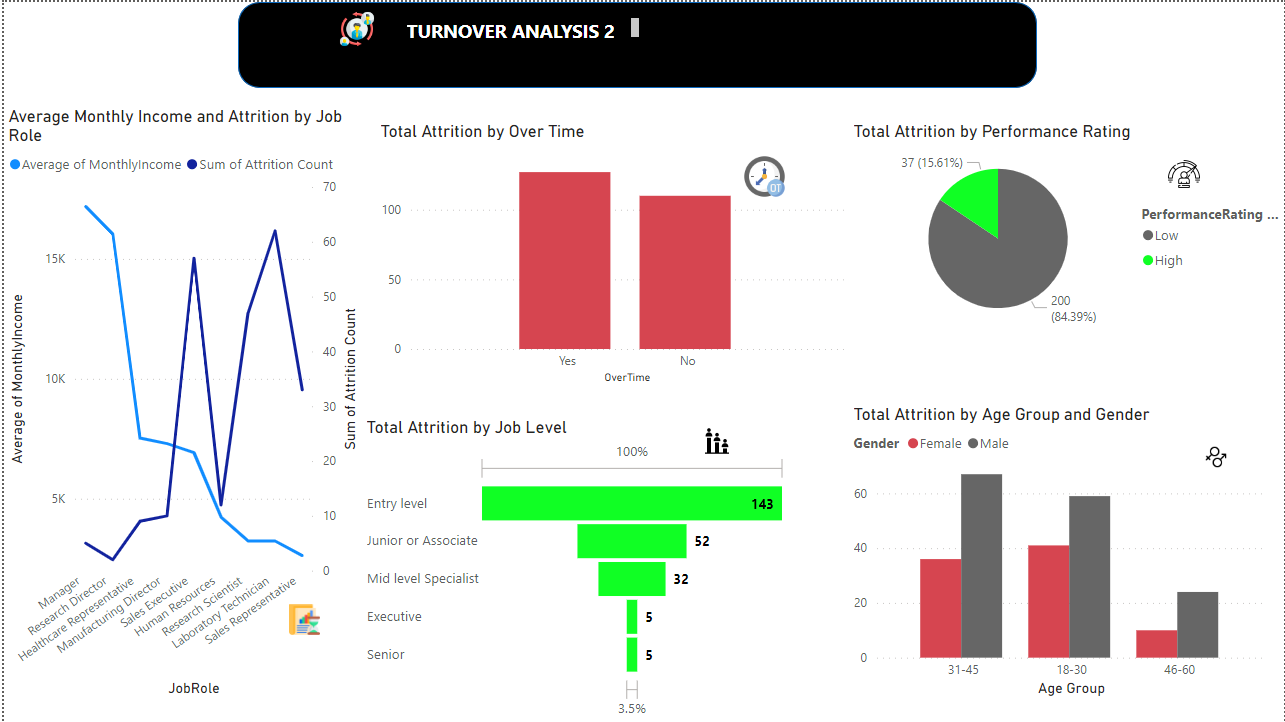 TURNOVER ANALYSIS 2
Average Monthly Income and Attrition by Job
Role
Average of MonthlyIncome
Sum of Attrition Count
Average of MonthlyIncome
15K
10K
5K
70
60
50
40
30
20
10
0
Sum of Attrition Count
Manager
Research Director
Healthcare Representative
Manufacturing Director
Sales Executive
Human Resources
Research Scientist
Laboratory Technician
Sales Representative
JobRole
Total Attrition by Over Time
OT
100
50
0
Yes
No
OverTime
Total Attrition by Performance Rating
37 (15.61%)
200
(84.39%)
PerformanceRating ...
Low
High
Total Attrition by Job Level
100%
Entry level
143
Junior or Associate
52
Mid level Specialist
32
Executive
5
Senior
5
3.5%
Total Attrition by Age Group and Gender
Gender
Female
Male
60
40
20
0
31-45
18-30
46-60
Age Group